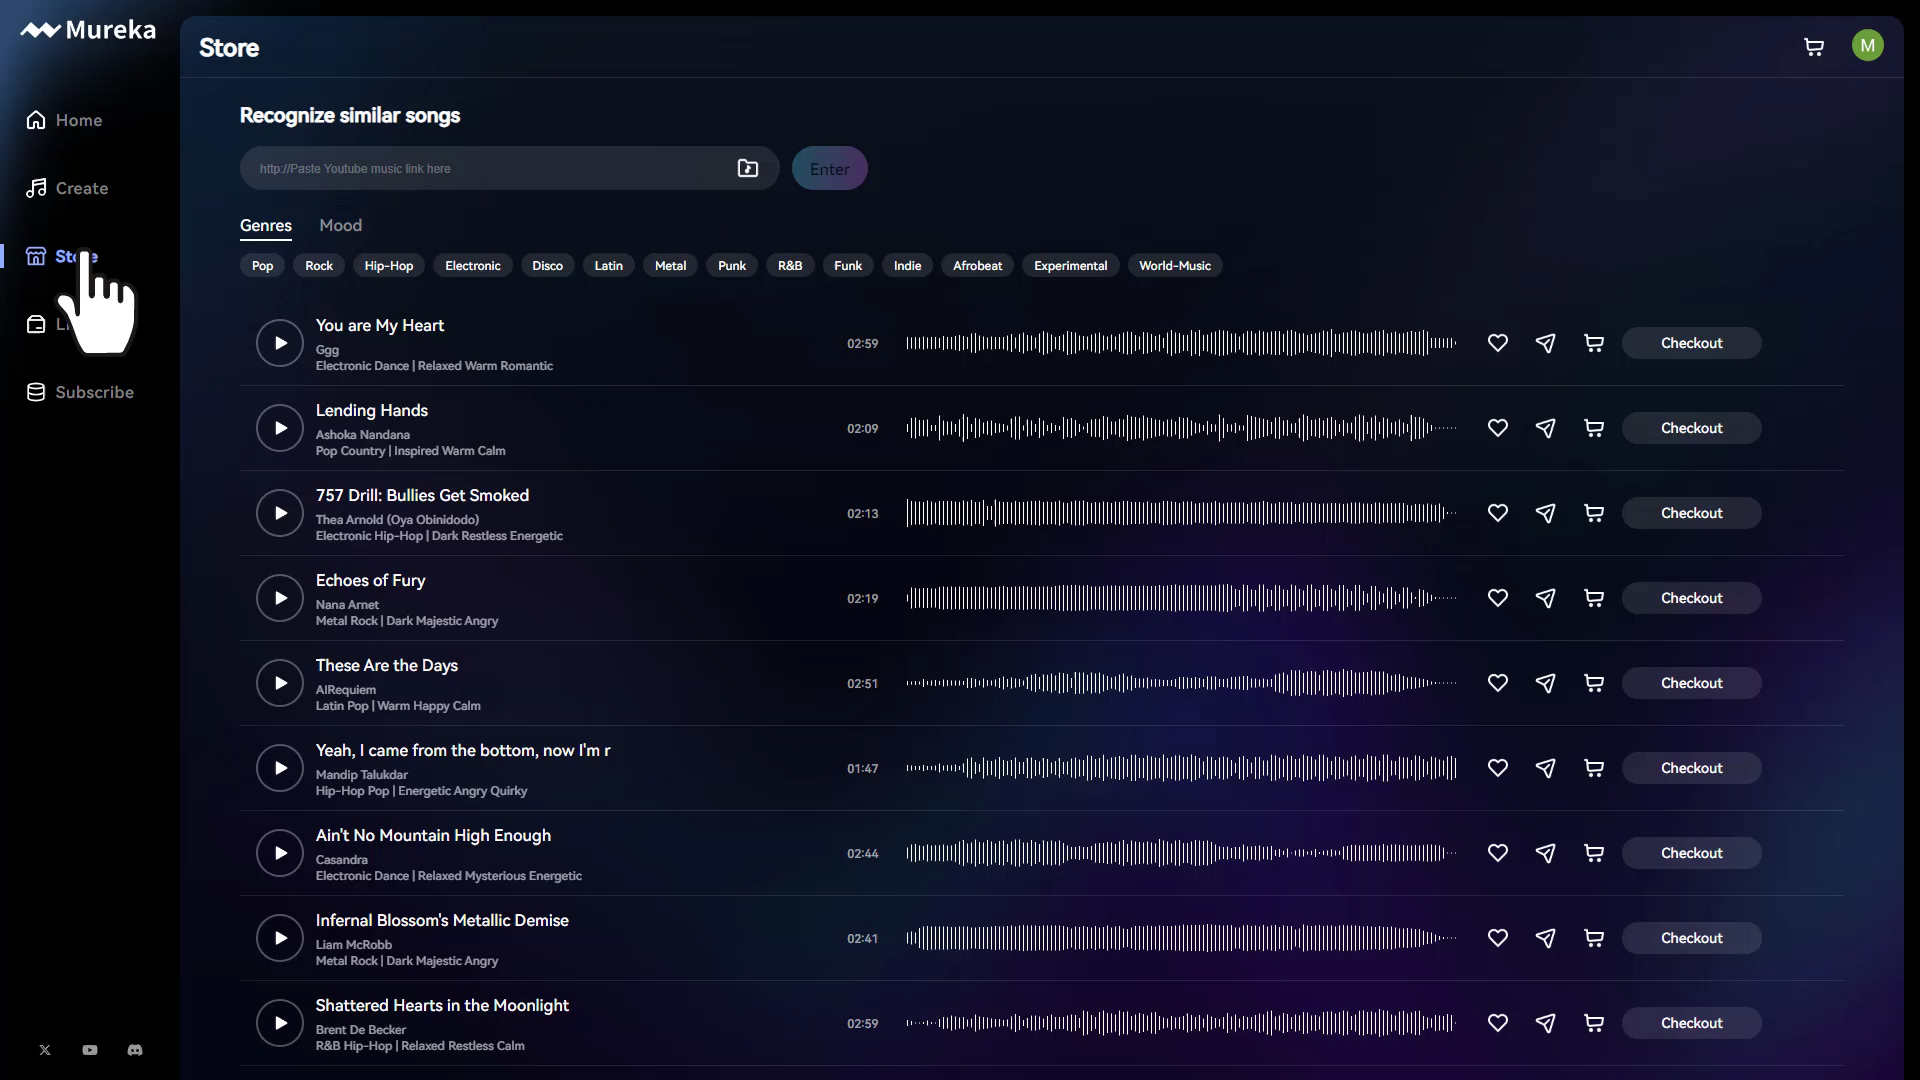 Mureka
Store
M
Home
Create
Store
Subscribe
Recognize similar songs
http://Paste Youtube music link here
Enter
Genres Mood
Pop Rock Hip-Hop Electronic Disco Latin Metal Punk R&B Funk Indie Afrobeat Experimental World-Music
You are My Heart
Ggg
Electronic Dance | Relaxed Warm Romantic
02:59
Checkout
Lending Hands
Ashoka Nandana
Pop Country | Inspired Warm Calm
02:09
Checkout
757 Drill: Bullies Get Smoked
Thea Arnold (Oya Obinidodo)
Electronic Hip-Hop | Dark Restless Energetic
02:13
Checkout
Echoes of Fury
Nana Arnet
Metal Rock | Dark Majestic Angry
02:19
Checkout
These Are the Days
AIRequiem
Latin Pop | Warm Happy Calm
02:51
Checkout
Yeah, I came from the bottom, now I'm r
Mandip Talukdar
Hip-Hop Pop | Energetic Angry Quirky
01:47
Checkout
Ain't No Mountain High Enough
Casandra
Electronic Dance | Relaxed Mysterious Energetic
02:44
Checkout
Infernal Blossom's Metallic Demise
Liam McRobb
Metal Rock | Dark Majestic Angry
02:41
Checkout
Shattered Hearts in the Moonlight
Brent De Becker
R&B Hip-Hop | Relaxed Restless Calm
02:59
Checkout